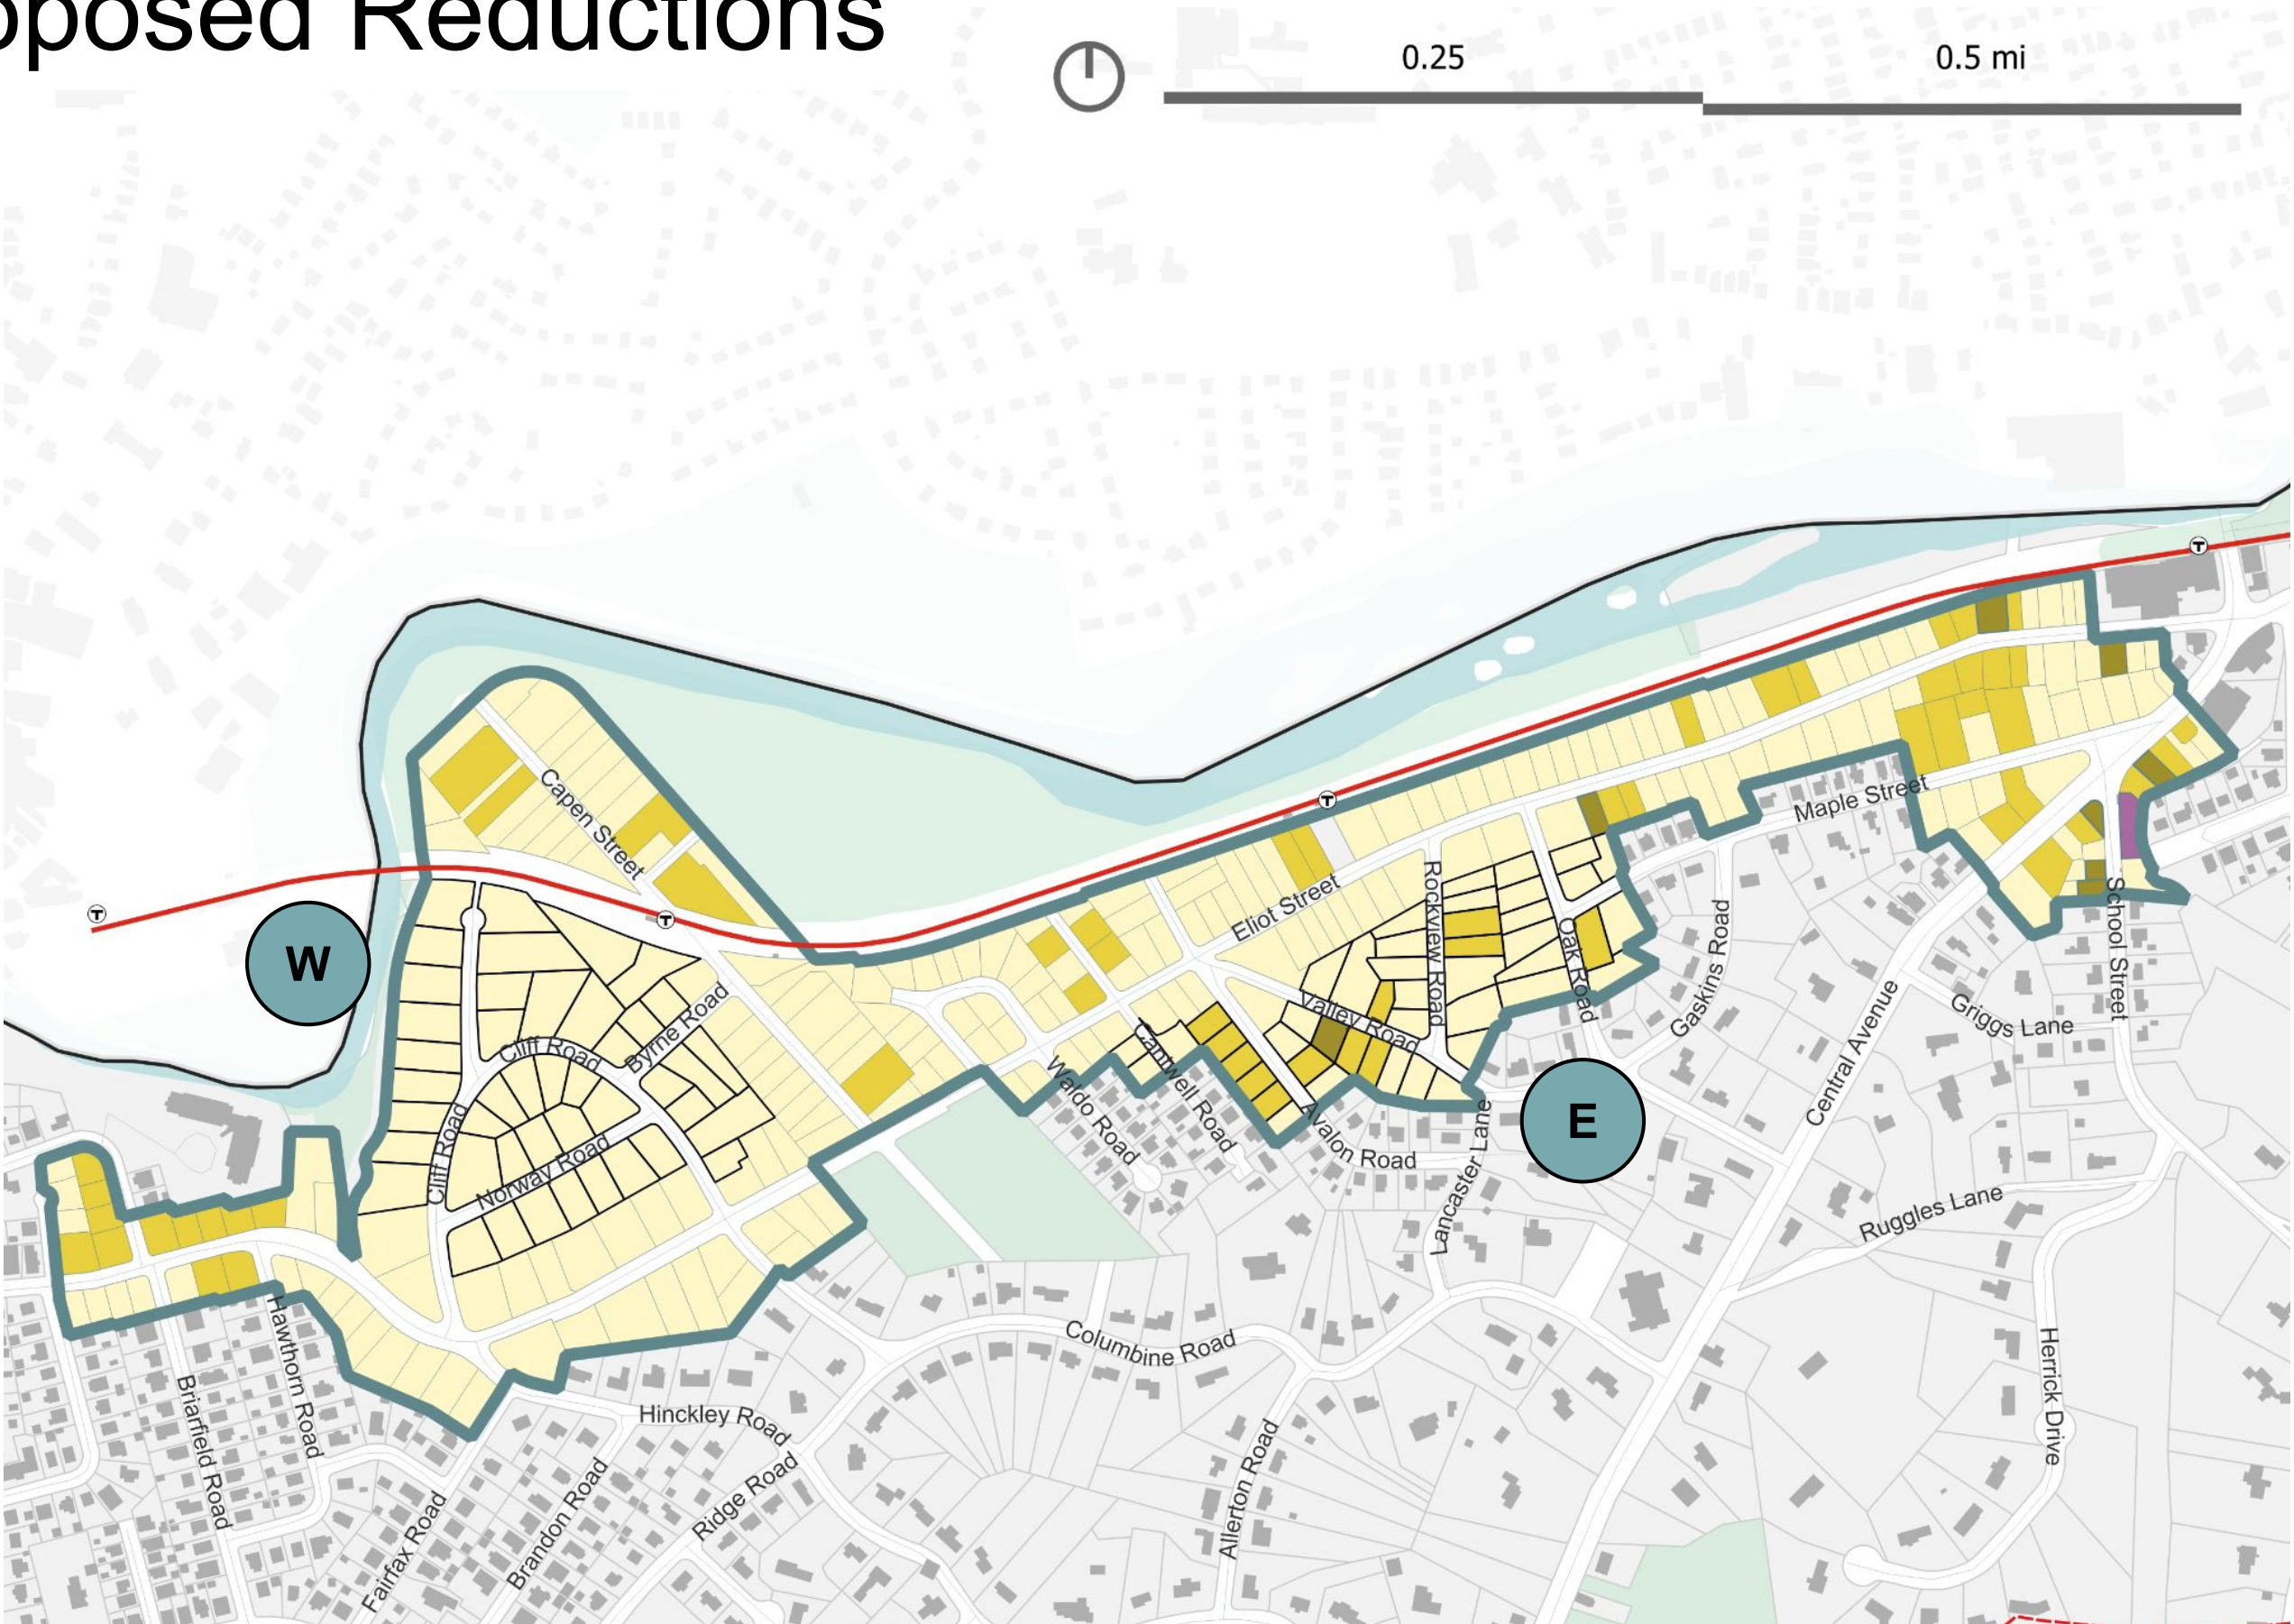 posed Reductions
0.25
0.5 mi
T
T
Capen Street
Maple Street
T
Eliot Street
Rockview Road
School Street
T
T
W
Oak Road
Gaskins Road
Byrne Road
Valley Road
Griggs Lane
Cliff Road
Cantwell Road
Waldo Road
Central Avenue
E
Cliff Road
Norway Road
Avalon Road
Lancaster Lane
Ruggles Lane
Hawthorn Road
Columbine Road
Herrick Drive
Briarfield Road
Hinckley Road
Ridge Road
Allerton Road
Brandon Road
Fairfax Road